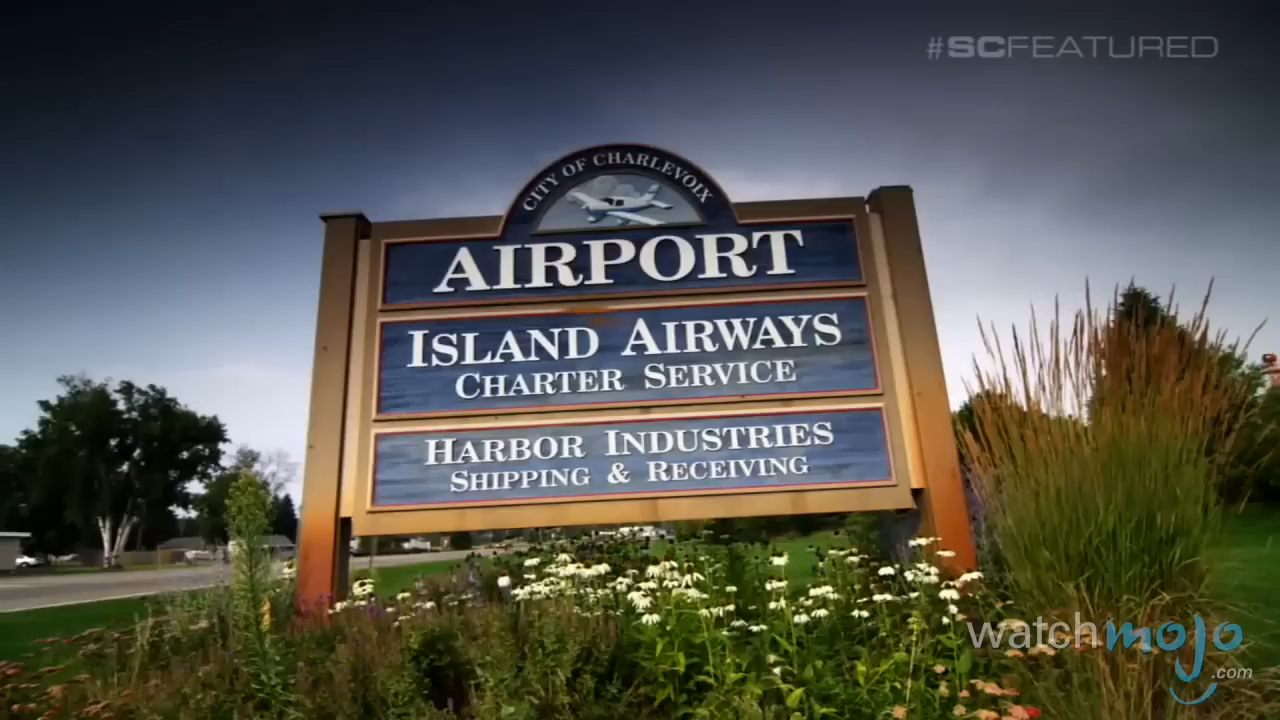 #SCFEATURED
CITY OF CHARLEVOIX
AIRPORT
ISLAND AIRWAYS
CHARTER SERVICE
HARBOR INDUSTRIES
SHIPPING & RECEIVING
watchmojo
.com